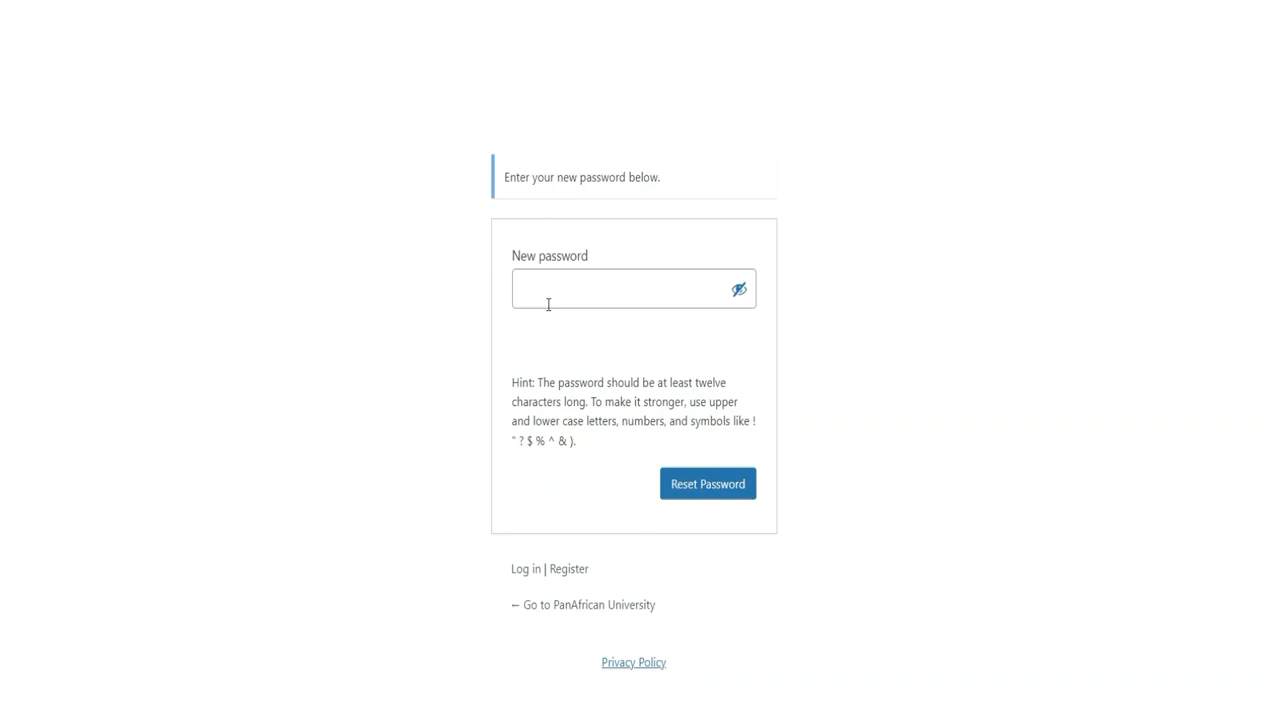 Enter your new password below.
New password
Hint: The password should be at least twelve
characters long. To make it stronger, use upper
and lower case letters, numbers, and symbols like !
" ? $ % ^ & ).
Reset Password
Log in | Register
← Go to PanAfrican University
Privacy Policy